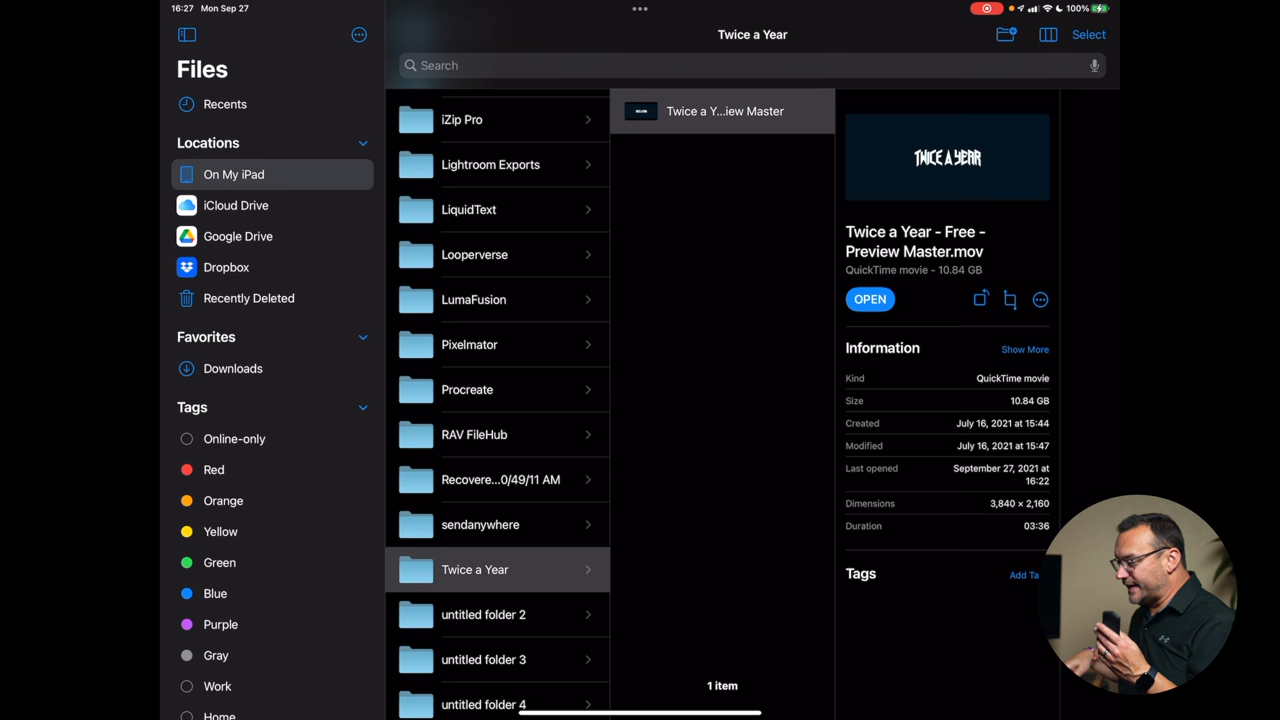 16:27 Mon Sep 27
100%
Files
Recents
Locations
On My iPad
iCloud Drive
Google Drive
Dropbox
Recently Deleted
Favorites
Downloads
Tags
Online-only
Red
Orange
Yellow
Green
Blue
Purple
Gray
Work
Home
Twice a Year
Select
Search
iZip Pro
Lightroom Exports
LiquidText
Looperverse
LumaFusion
Pixelmator
Procreate
RAV FileHub
Recovere...0/49/11 AM
sendanywhere
Twice a Year
untitled folder 2
untitled folder 3
untitled folder 4
Twice a Y...iew Master
1 item
TWICE A YEAR
Twice a Year - Free -
Preview Master.mov
QuickTime movie - 10.84 GB
OPEN
Information
Show More
Kind QuickTime movie
Size 10.84 GB
Created July 16, 2021 at 15:44
Modified July 16, 2021 at 15:47
Last opened September 27, 2021 at
16:22
Dimensions 3,840 × 2,160
Duration 03:36
Tags
Add Ta